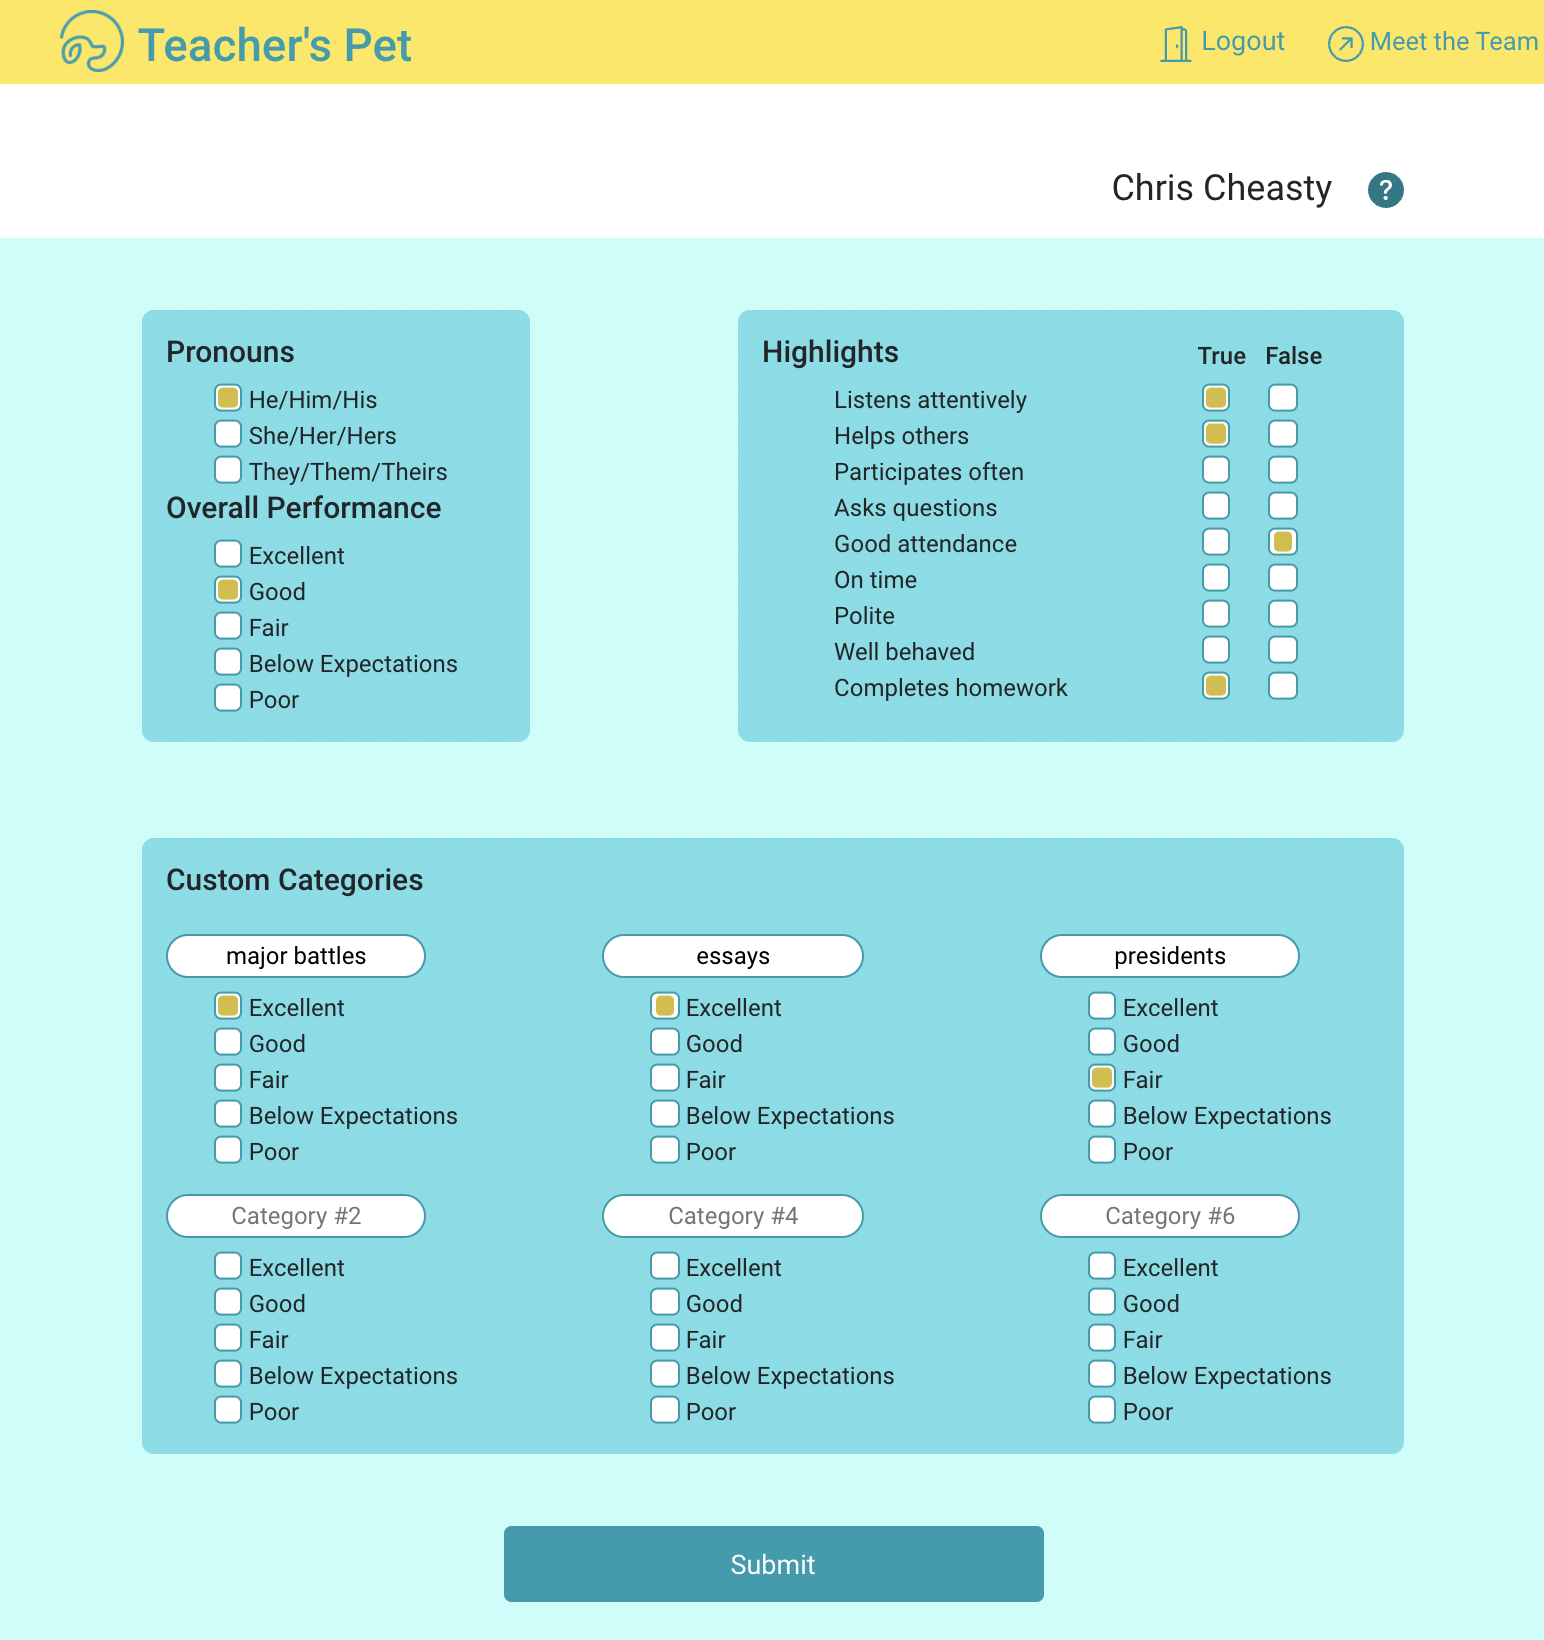 Teacher's Pet
Logout
Meet the Team
Chris Cheasty
?
Pronouns
He/Him/His
She/Her/Hers
They/Them/Theirs
Overall Performance
Excellent
Good
Fair
Below Expectations
Poor
Highlights True False
Listens attentively
Helps others
Participates often
Asks questions
Good attendance
On time
Polite
Well behaved
Completes homework
Custom Categories
major battles
Excellent
Good
Fair
Below Expectations
Poor
essays
Excellent
Good
Fair
Below Expectations
Poor
presidents
Excellent
Good
Fair
Below Expectations
Poor
Category #2
Excellent
Good
Fair
Below Expectations
Poor
Category #4
Excellent
Good
Fair
Below Expectations
Poor
Category #6
Excellent
Good
Fair
Below Expectations
Poor
Submit